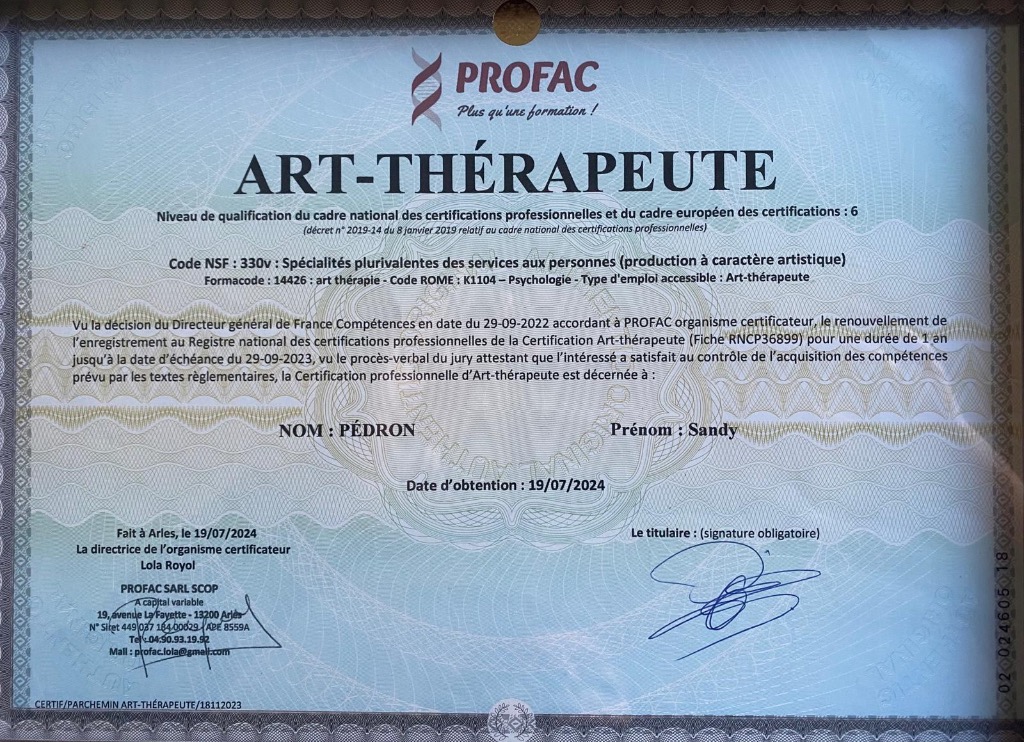 PROFAC
Plus qu'une formation !
ART-THÉRAPEUTE
Niveau de qualification du cadre national des certifications professionnelles et du cadre européen des certifications : 6
(décret n° 2019-14 du 8 janvier 2019 relatif au cadre national des certifications professionnelles)
Code NSF : 330v : Spécialités plurivalentes des services aux personnes (production à caractère artistique)
Formacode : 14426 : art thérapie - Code ROME : K1104 – Psychologie - Type d'emploi accessible : Art-thérapeute
Vu la décision du Directeur général de France Compétences en date du 29-09-2022 accordant à PROFAC organisme certificateur, le renouvellement de
l'enregistrement au Registre national des certifications professionnelles de la Certification Art-thérapeute (Fiche RNCP36899) pour une durée de 1 an
jusqu'à la date d'échéance du 29-09-2023, vu le procès-verbal du jury attestant que l'intéressé a satisfait au contrôle de l'acquisition des compétences
prévu par les textes règlementaires, la Certification professionnelle d'Art-thérapeute est décernée à :
NOM : PÉDRON Prénom : Sandy
Date d'obtention : 19/07/2024
Fait à Arles, le 19/07/2024
La directrice de l'organisme certificateur
Lola Royol
PROFAC SARL SCOP
A capital variable
19, avenue La Fayette - 13200 Arles
N° Siret 449 037 184 00029 - APE 8559A
Tel : 04.90.93.19.92
Mail : profac.lola@gmail.com
Le titulaire : (signature obligatoire)
CERTIF/PARCHEMIN ART-THÉRAPEUTE/18112023
02 024605 18
ORIGINAL AUTHENT